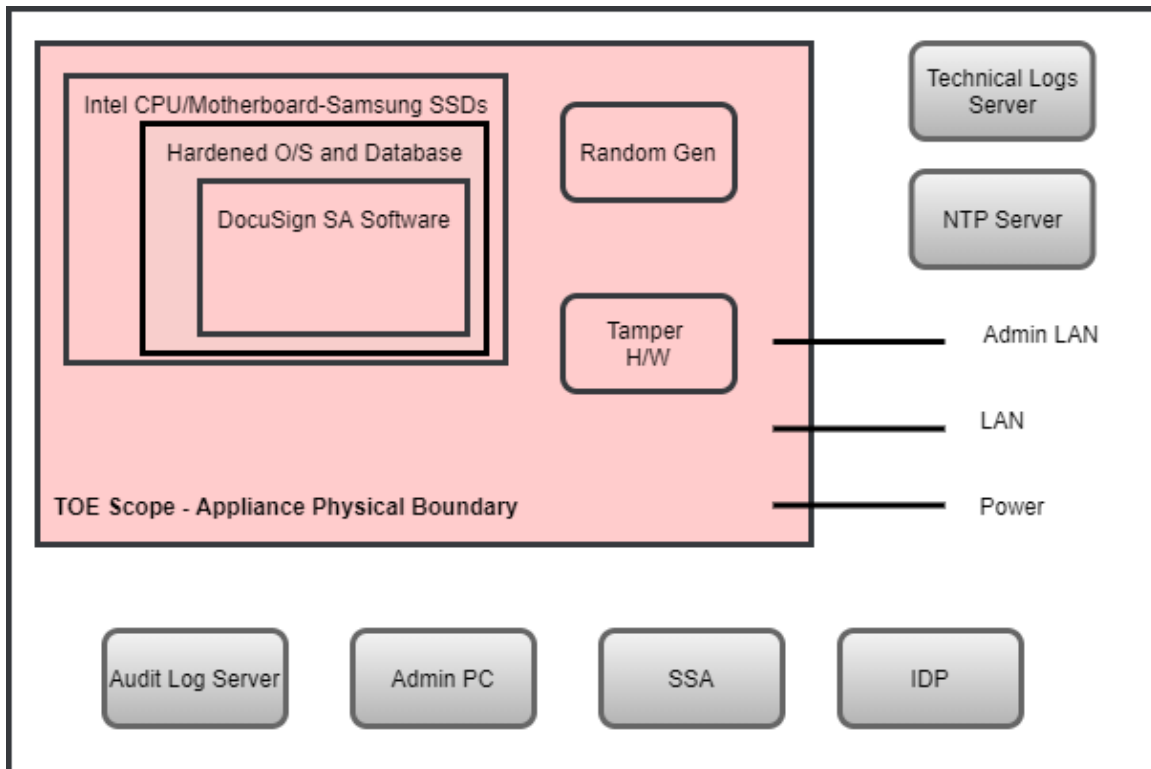 Intel CPU/Motherboard-Samsung SSDs
Hardened O/S and Database
DocuSign SA Software
Random Gen
Tamper
H/W
TOE Scope - Appliance Physical Boundary
Technical Logs
Server
NTP Server
Admin LAN
LAN
Power
Audit Log Server
Admin PC
SSA
IDP